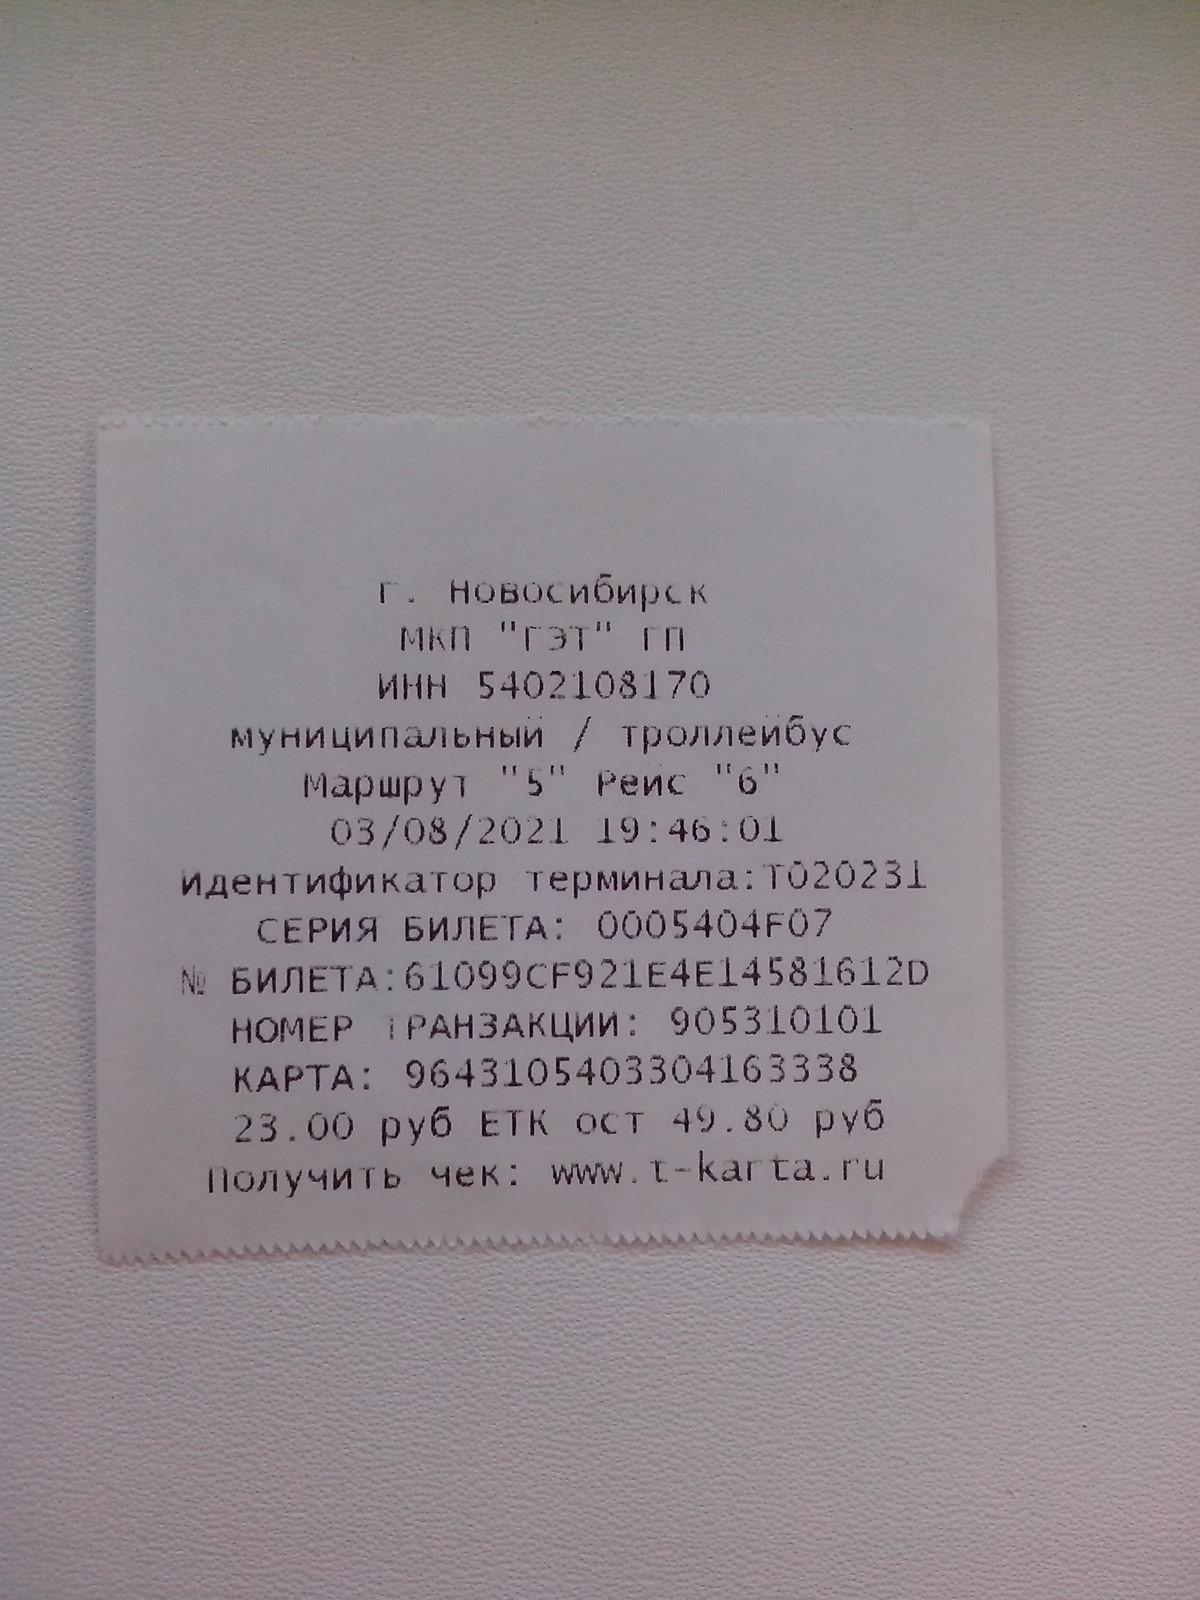 г. Новосибирск
МКП "ГЭТ" ГП
ИНН 5402108170
муниципальный / троллейбус
Маршрут "5" Рейс "6"
03/08/2021 19:46:01
идентификатор терминала:T020231
СЕРИЯ БИЛЕТА: 0005404F07
№ БИЛЕТА:61099CF921E4E14581612D
НОМЕР ТРАНЗАКЦИИ: 905310101
КАРТА: 9643105403304163338
23.00 руб ЕТК ост 49.80 руб
Получить чек: www.t-karta.ru